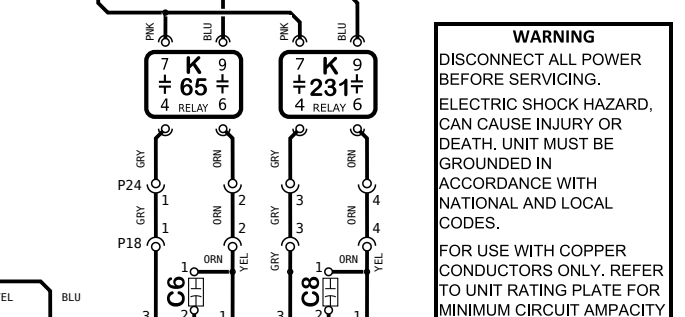 PNK BLU PNK BLU
7 K 9 7 K 9
65 231
4 RELAY 6 4 RELAY 6
GRY ORN GRY ORN
P24
1 2 3 4
GRY ORN GRY ORN
1 2 3 4
P18
1 ORN YEL GRY 1 ORN YEL
C6 C8
BLU
3 2 1 3 2 1
WARNING
DISCONNECT ALL POWER
BEFORE SERVICING.
ELECTRIC SHOCK HAZARD,
CAN CAUSE INJURY OR
DEATH. UNIT MUST BE
GROUNDED IN
ACCORDANCE WITH
NATIONAL AND LOCAL
CODES.
FOR USE WITH COPPER
CONDUCTORS ONLY. REFER
TO UNIT RATING PLATE FOR
MINIMUM CIRCUIT AMPACITY